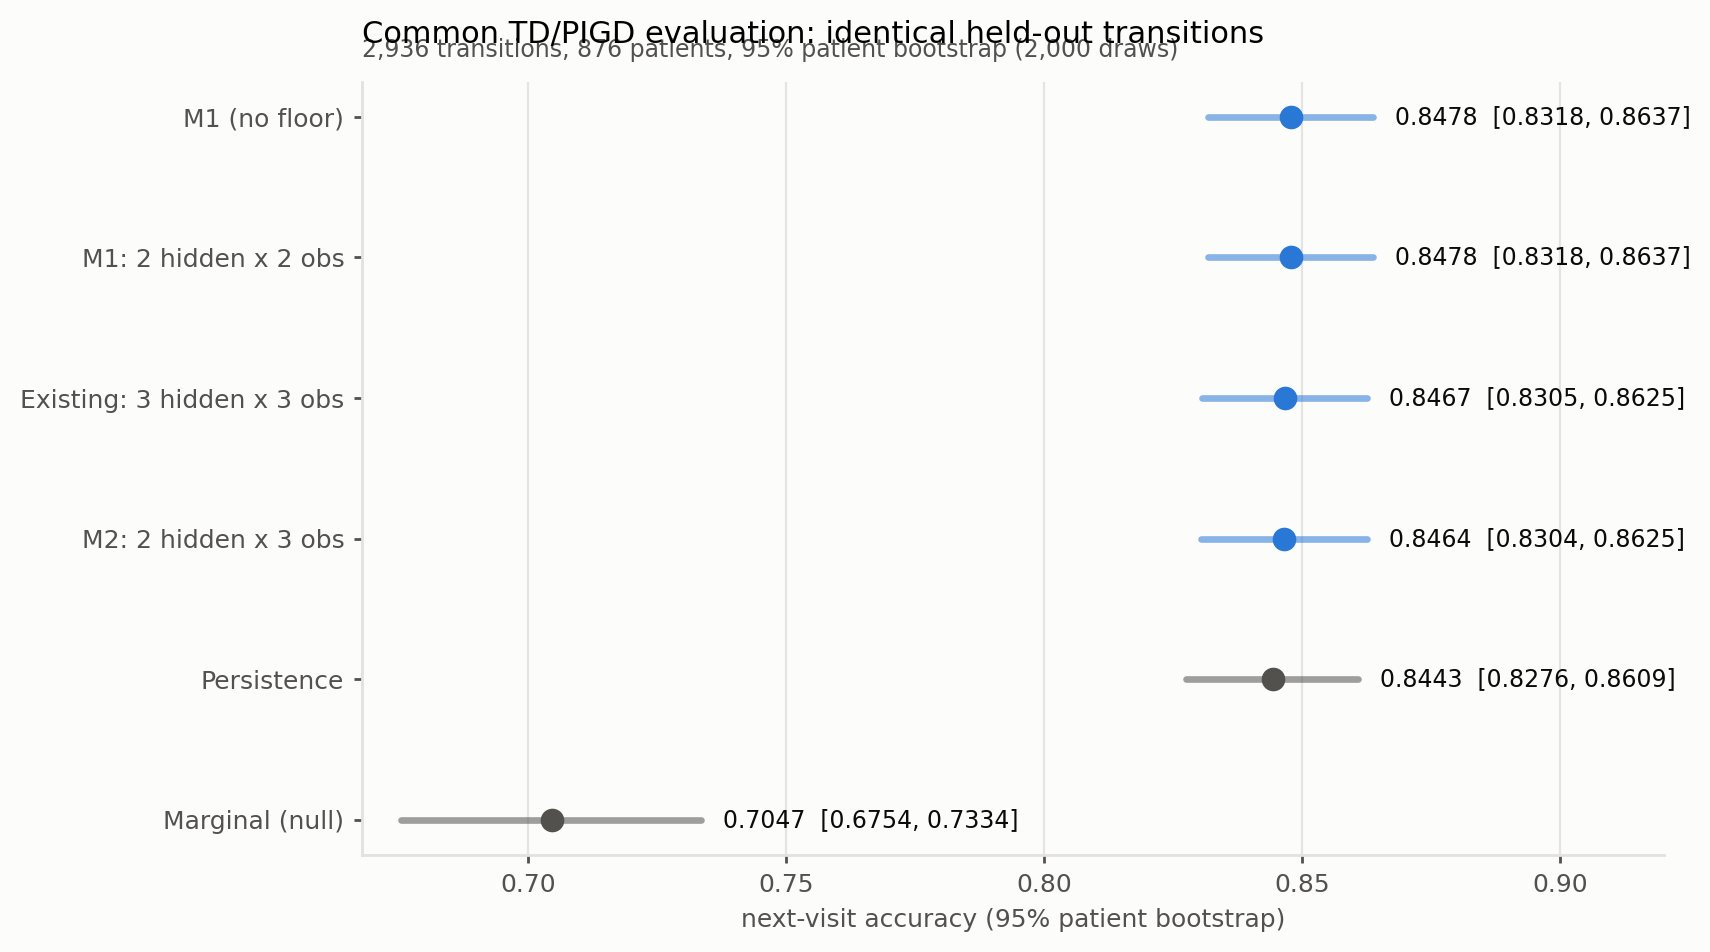 Common TD/PIGD evaluation: identical held-out transitions
2,936 transitions, 876 patients, 95% patient bootstrap (2,000 draws)
M1 (no floor) 0.8478 [0.8318, 0.8637]
M1: 2 hidden x 2 obs 0.8478 [0.8318, 0.8637]
Existing: 3 hidden x 3 obs 0.8467 [0.8305, 0.8625]
M2: 2 hidden x 3 obs 0.8464 [0.8304, 0.8625]
Persistence 0.8443 [0.8276, 0.8609]
Marginal (null) 0.7047 [0.6754, 0.7334]
0.70 0.75 0.80 0.85 0.90
next-visit accuracy (95% patient bootstrap)